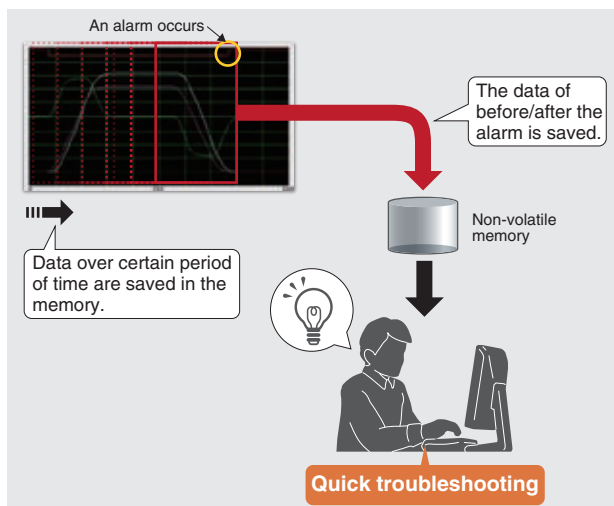 An alarm occurs
The data of
before/after the
alarm is saved.
Non-volatile
memory
Data over certain period
of time are saved in the
memory.
Quick troubleshooting